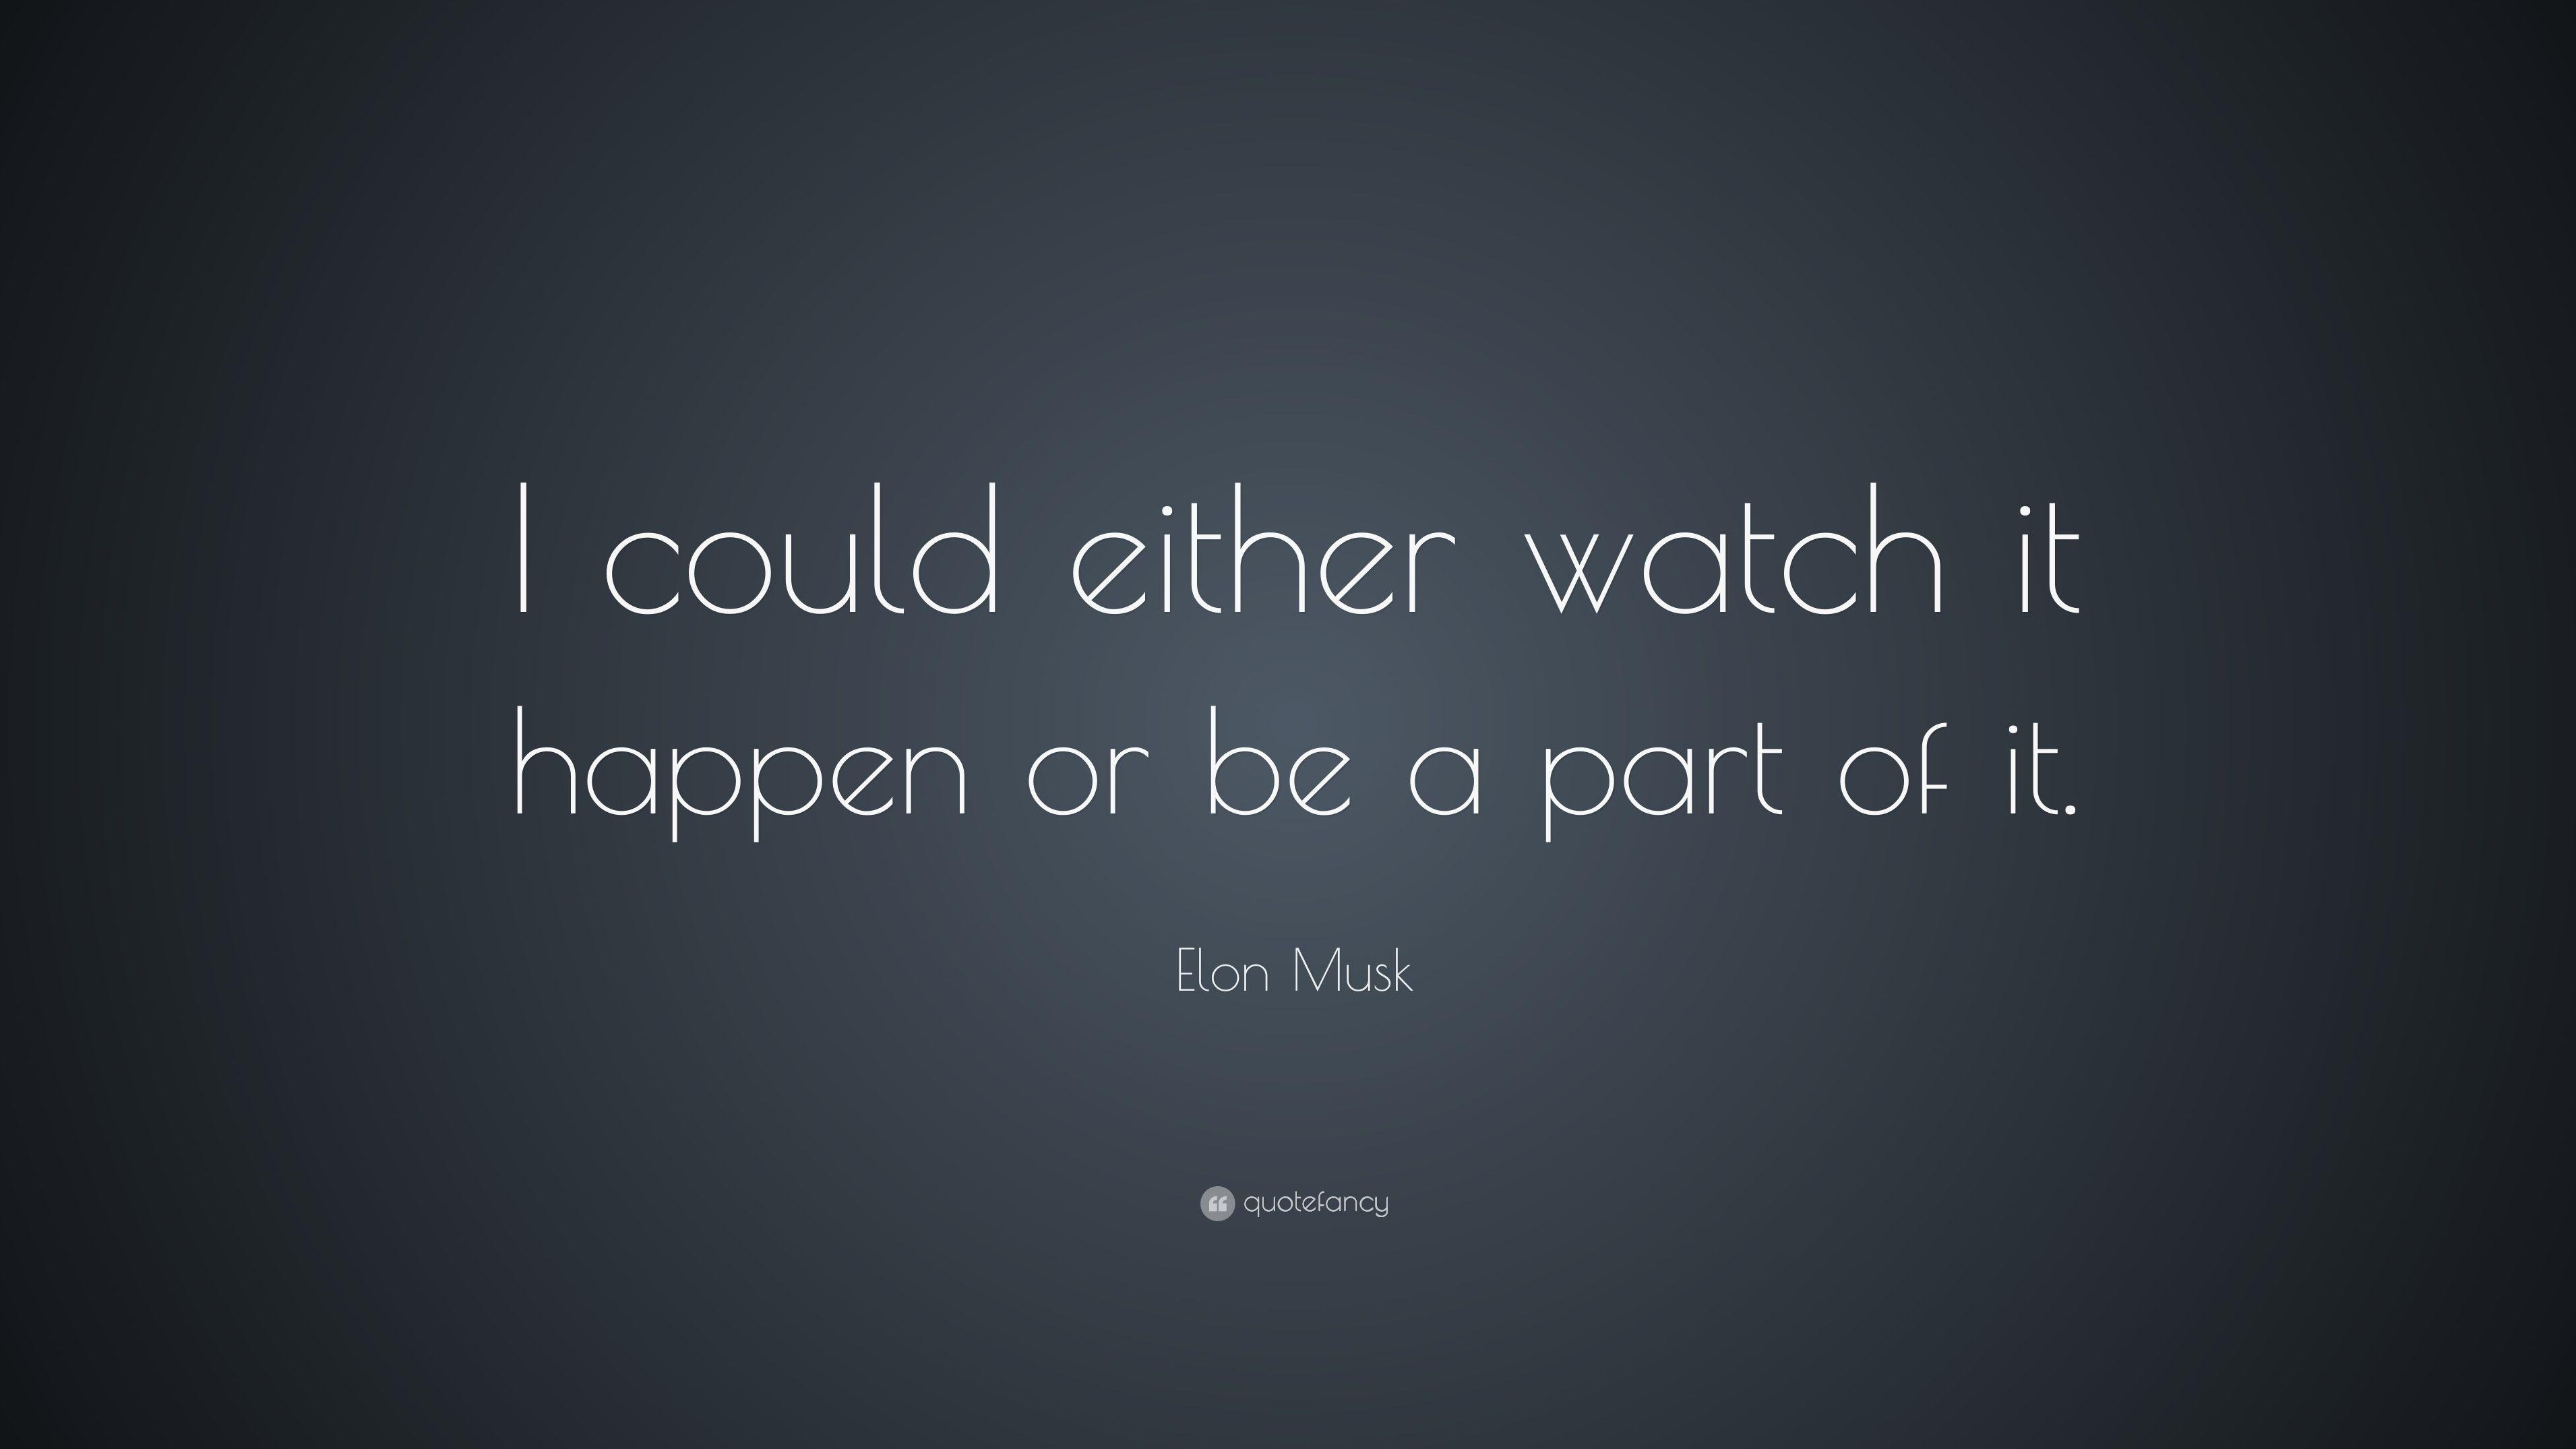 I could either watch it
happen or be a part of it.
Elon Musk
quotefancy